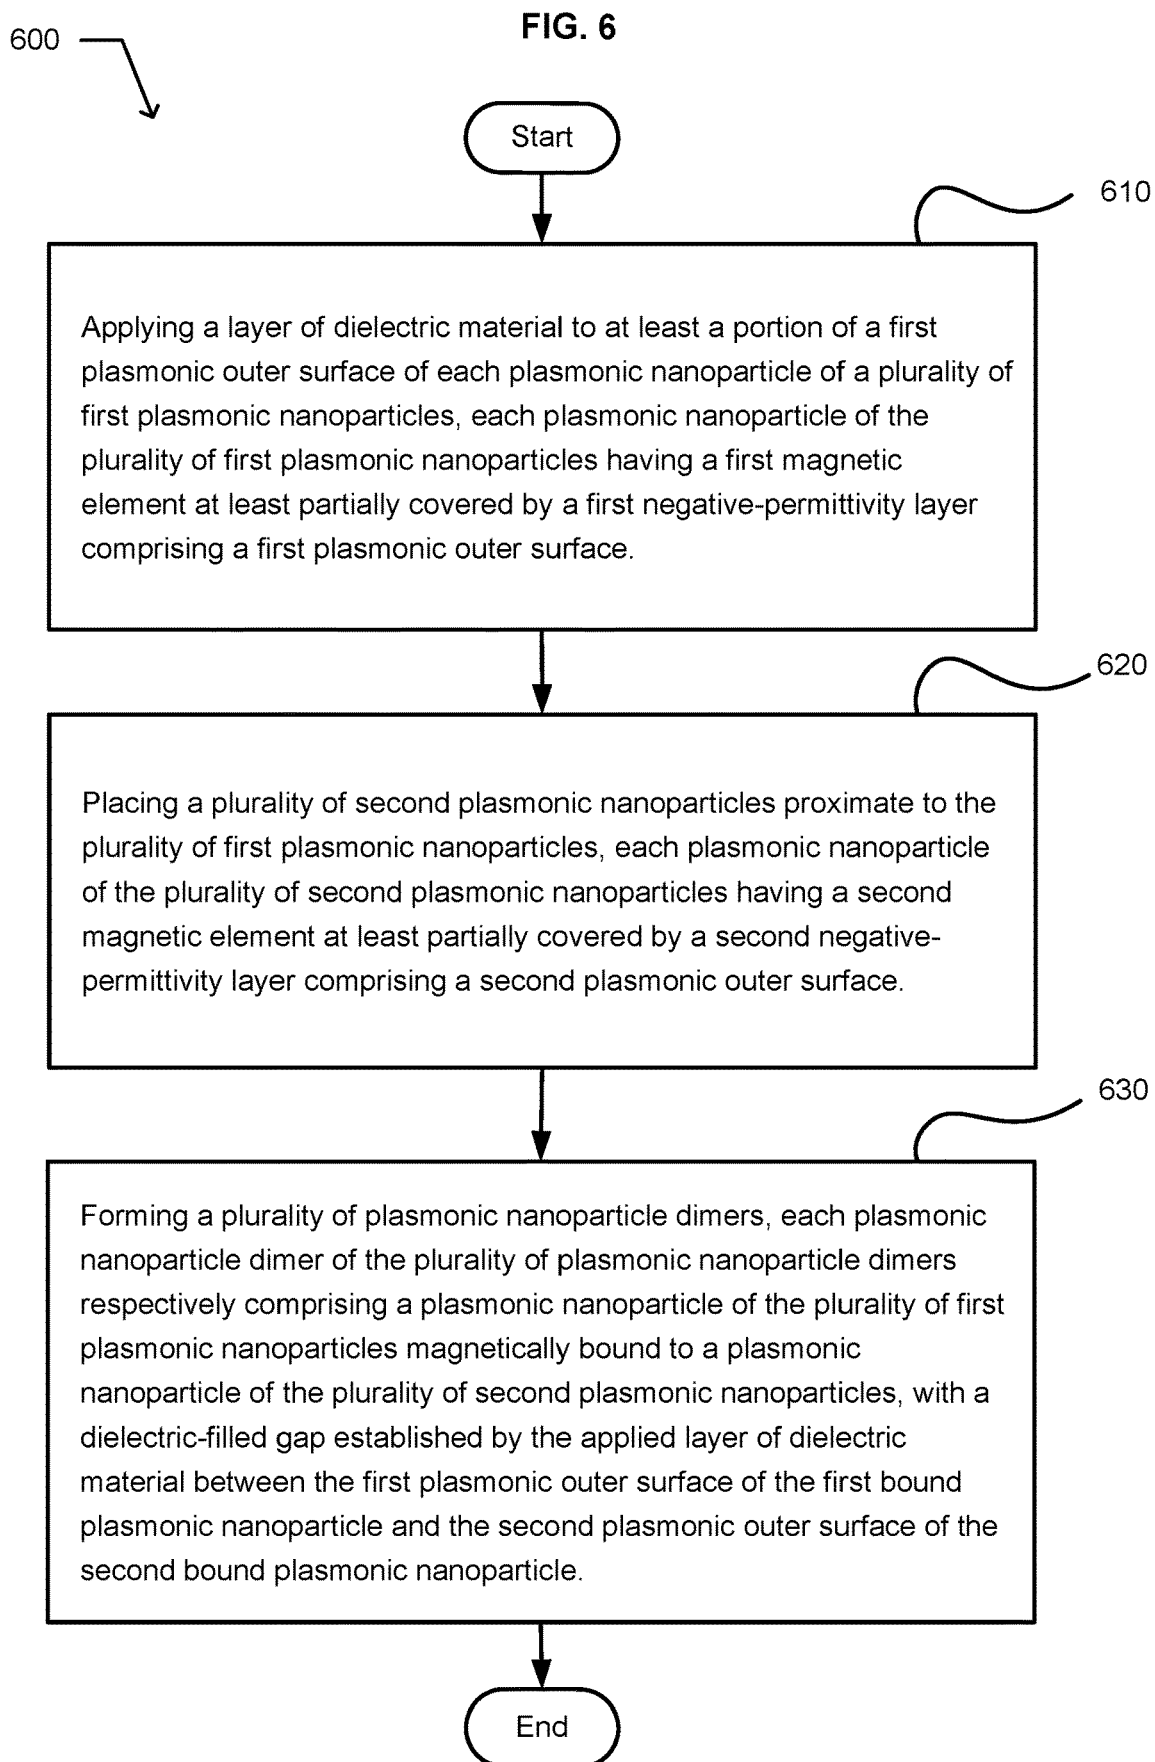 FIG. 6
600
Start
610
Applying a layer of dielectric material to at least a portion of a first
plasmonic outer surface of each plasmonic nanoparticle of a plurality of
first plasmonic nanoparticles, each plasmonic nanoparticle of the
plurality of first plasmonic nanoparticles having a first magnetic
element at least partially covered by a first negative-permittivity layer
comprising a first plasmonic outer surface.
620
Placing a plurality of second plasmonic nanoparticles proximate to the
plurality of first plasmonic nanoparticles, each plasmonic nanoparticle
of the plurality of second plasmonic nanoparticles having a second
magnetic element at least partially covered by a second negative-
permittivity layer comprising a second plasmonic outer surface.
630
Forming a plurality of plasmonic nanoparticle dimers, each plasmonic
nanoparticle dimer of the plurality of plasmonic nanoparticle dimers
respectively comprising a plasmonic nanoparticle of the plurality of first
plasmonic nanoparticles magnetically bound to a plasmonic
nanoparticle of the plurality of second plasmonic nanoparticles, with a
dielectric-filled gap established by the applied layer of dielectric
material between the first plasmonic outer surface of the first bound
plasmonic nanoparticle and the second plasmonic outer surface of the
second bound plasmonic nanoparticle.
End